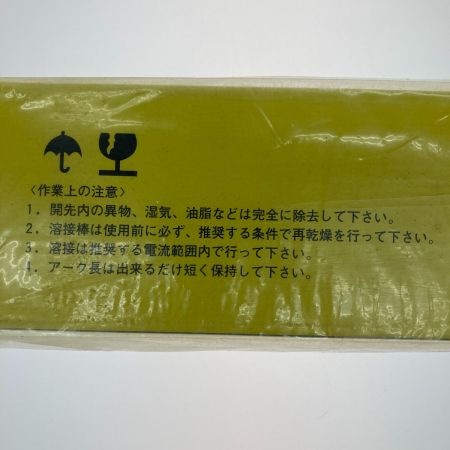 〈作業上の注意〉
1．開先内の異物、湿気、油脂などは完全に除去して下さい。
2．溶接棒は使用前に必ず、推奨する条件で再乾燥を行って下さい。
3．溶接は推奨する電流範囲内で行って下さい。
4．アーク長は出来るだけ短く保持して下さい。